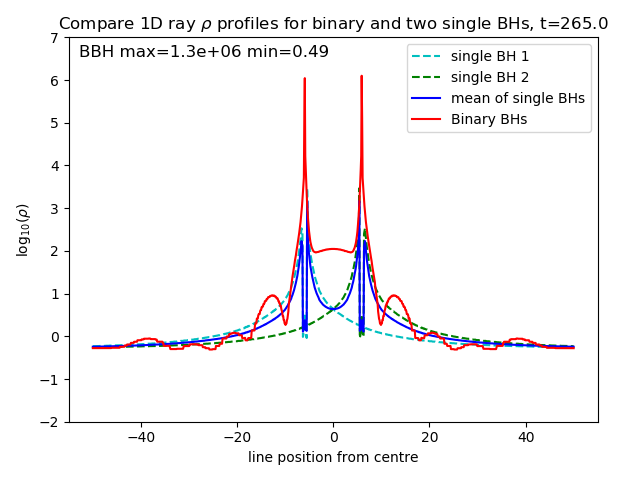 Compare 1D ray ρ profiles for binary and two single BHs, t=265.0
BBH max=1.3e+06 min=0.49
single BH 1
single BH 2
mean of single BHs
Binary BHs
7
6
5
4
3
2
1
0
−1
−2
log10(ρ)
−40 −20 0 20 40
line position from centre